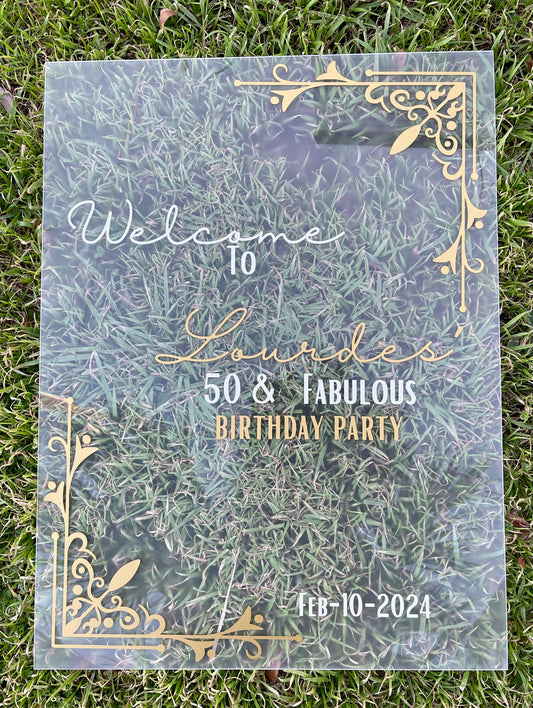 Welcome
To
Lourdes'
50 & Fabulous
BIRTHDAY PARTY
Feb-10-2024